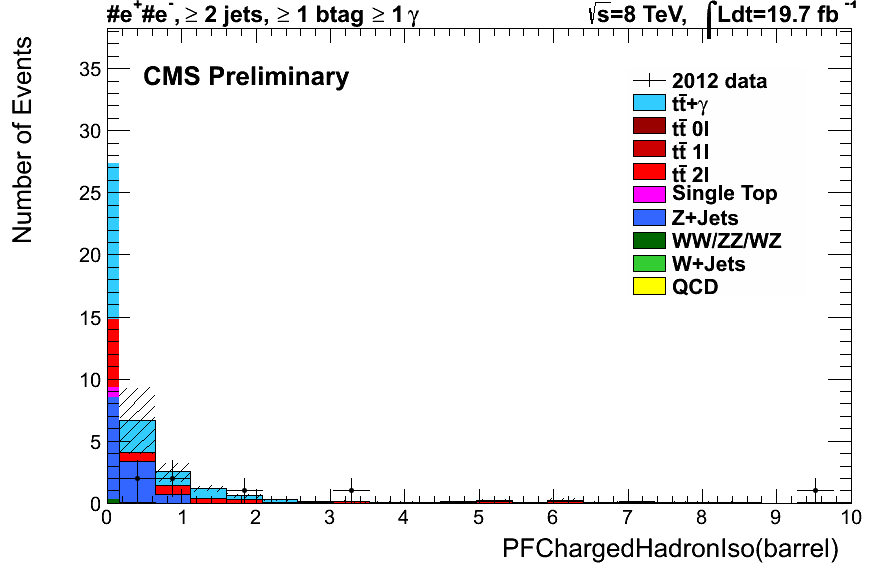 #e⁺#e⁻, ≥ 2 jets, ≥ 1 btag ≥ 1 γ
√s=8 TeV, ∫Ldt=19.7 fb⁻¹
CMS Preliminary
Number of Events
35
30
25
20
15
10
5
0
2012 data
tt̄+γ
tt̄ 0l
tt̄ 1l
tt̄ 2l
Single Top
Z+Jets
WW/ZZ/WZ
W+Jets
QCD
0 1 2 3 4 5 6 7 8 9 10
PFChargedHadronIso(barrel)